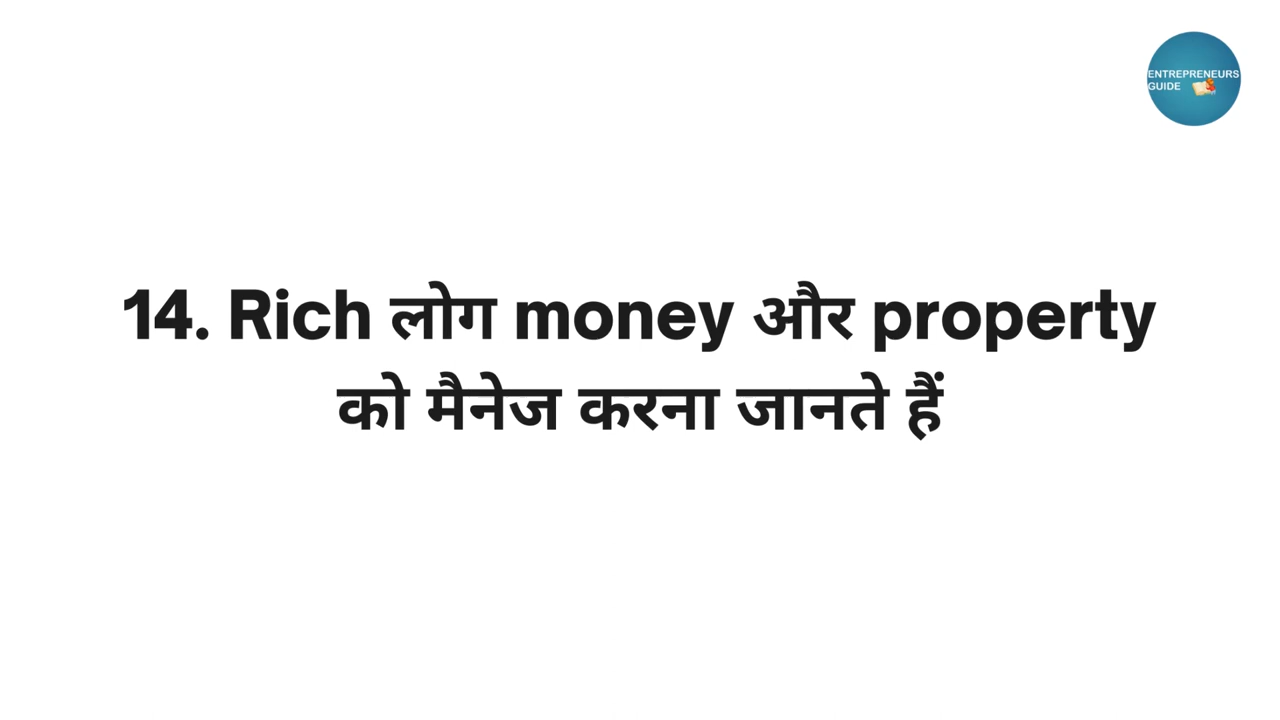 ENTREPRENEURS
GUIDE
14. Rich लोग money और property
को मैनेज करना जानते हैं